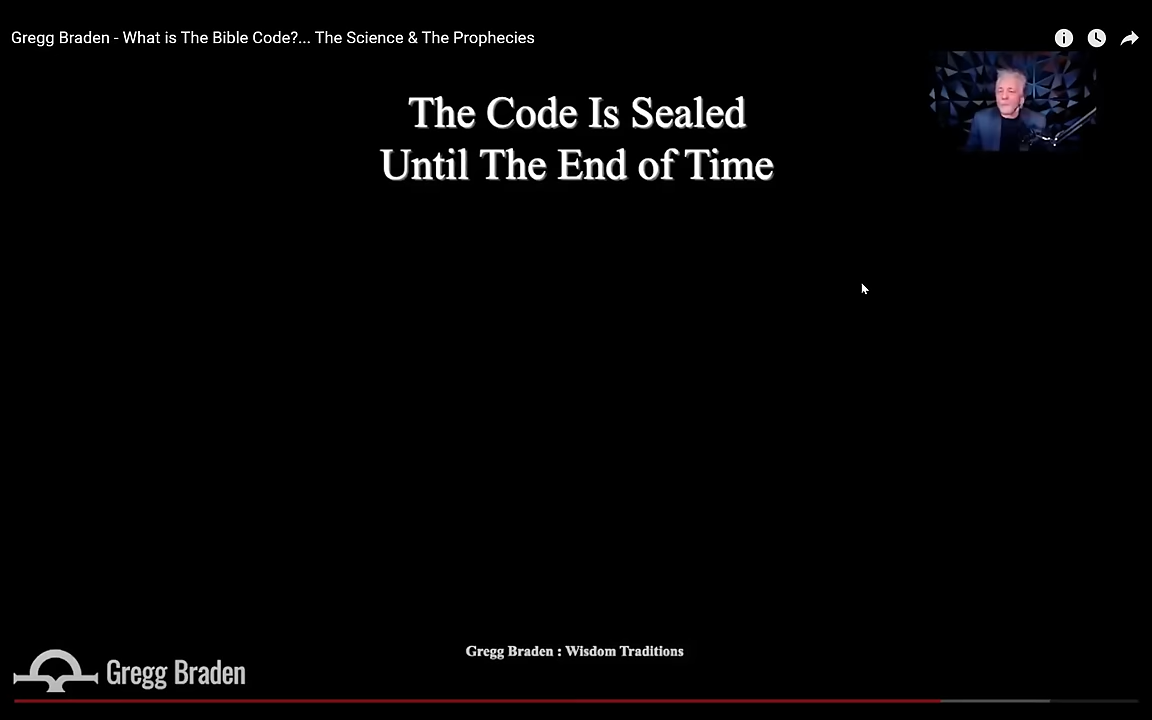 Gregg Braden - What is The Bible Code?... The Science & The Prophecies
The Code Is Sealed
Until The End of Time
Gregg Braden : Wisdom Traditions
Gregg Braden